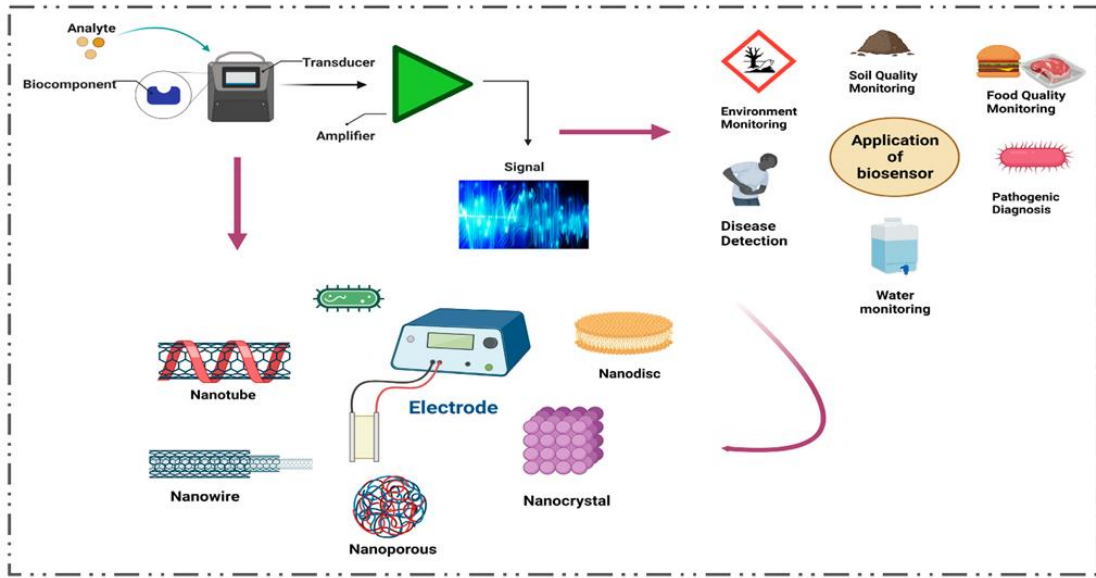 Analyte
Biocomponent
Transducer
Amplifier
Signal
Environment
Monitoring
Soil Quality
Monitoring
Food Quality
Monitoring
Application
of
biosensor
Disease
Detection
Pathogenic
Diagnosis
Water
monitoring
Nanotube
Electrode
Nanodisc
Nanowire
Nanocrystal
Nanoporous